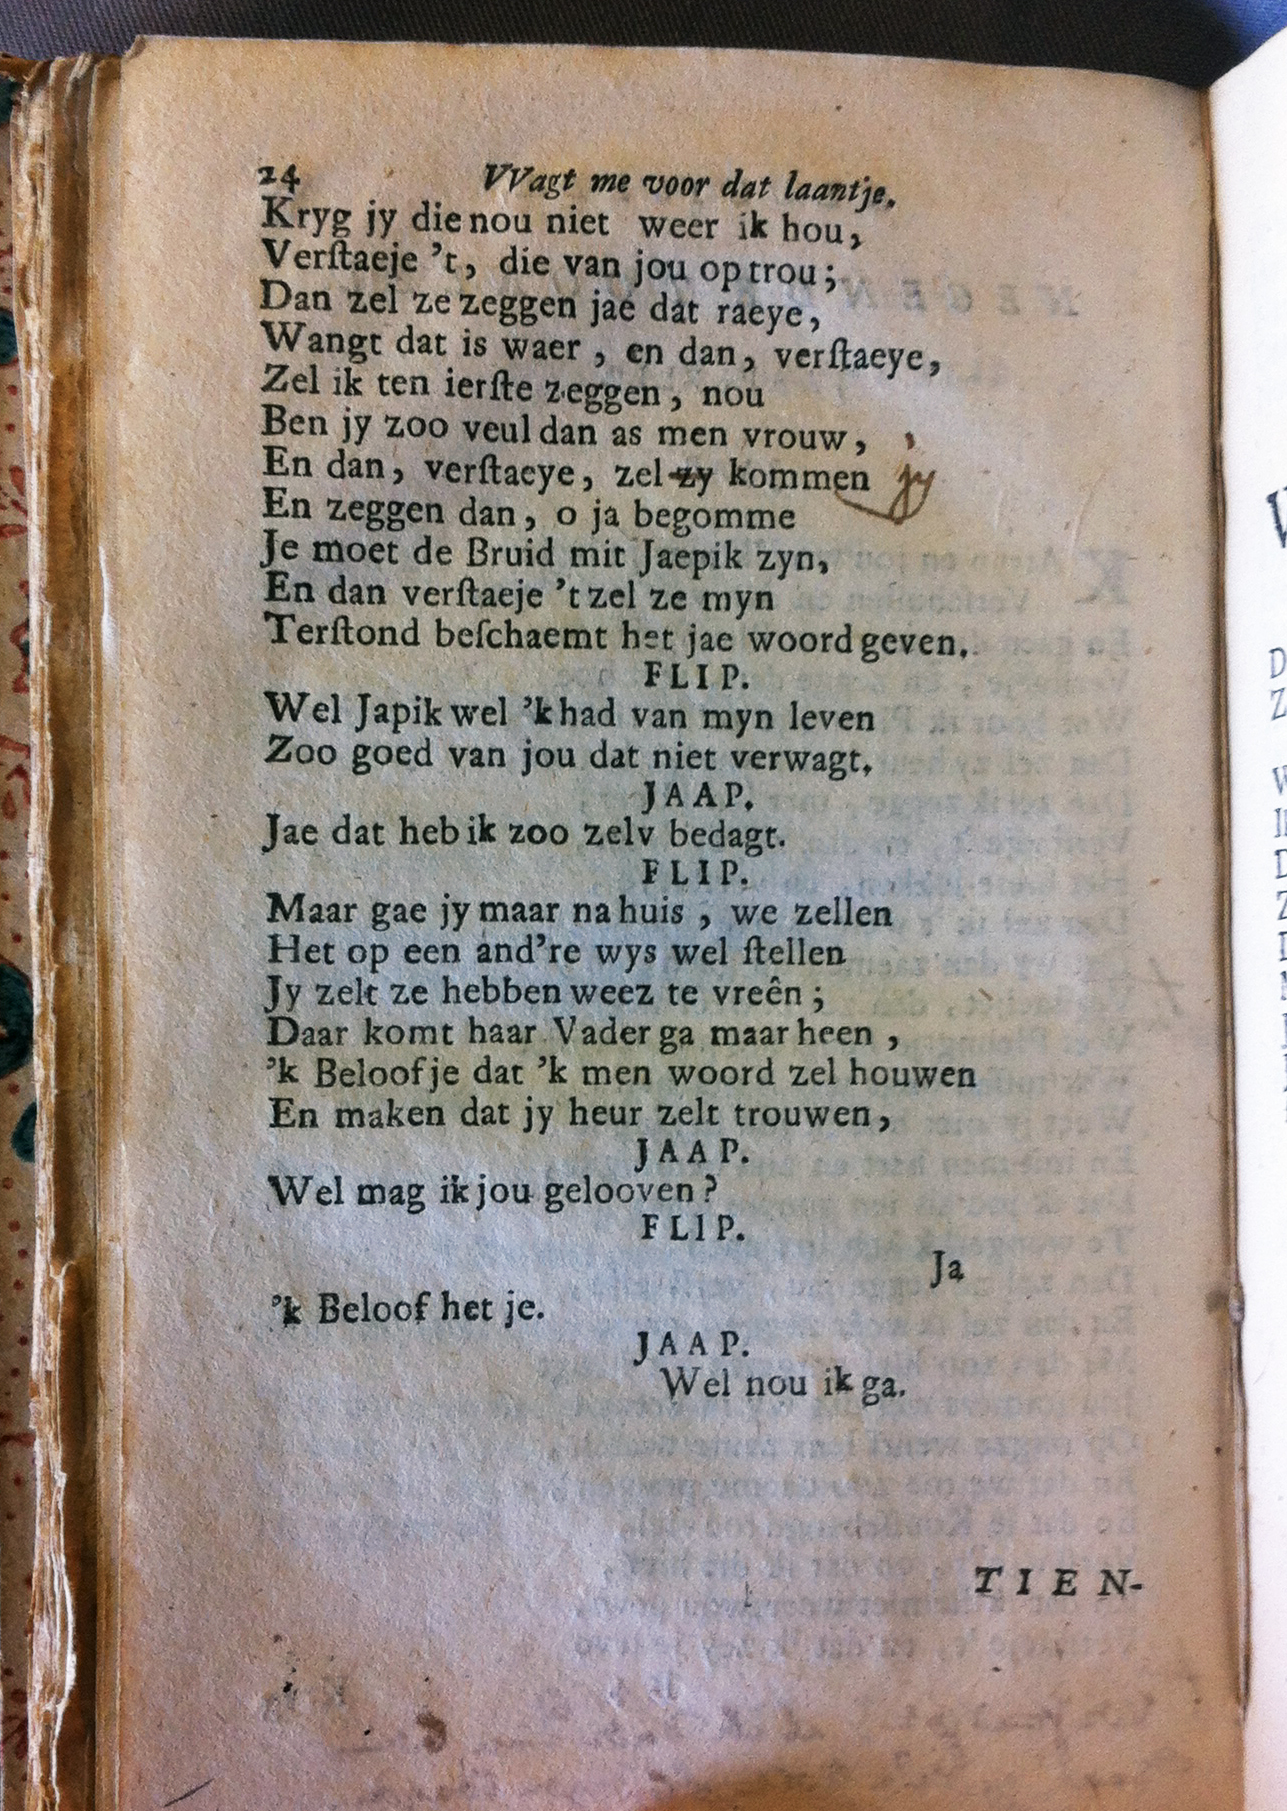 24 VVagt me voor dat laantje.
Kryg jy die nou niet weer ik hou,
Verſtaeje 't, die van jou op trou;
Dan zel ze zeggen jae dat raeye,
Wangt dat is waer, en dan, verſtaeye,
Zel ik ten ierſte zeggen, nou
Ben jy zoo veul dan as men vrouw,
En dan, verſtaeye, zel zy kommen jy
En zeggen dan, o ja begomme
Je moet de Bruid mit Jaepik zyn,
En dan verſtaeje 't zel ze myn
Terſtond beſchaemt het jae woord geven.
FLIP.
Wel Japik wel 'k had van myn leven
Zoo goed van jou dat niet verwagt.
JAAP.
Jae dat heb ik zoo zelv bedagt.
FLIP.
Maar gae jy maar na huis, we zellen
Het op een and're wys wel ſtellen
Jy zelt ze hebben weez te vreên;
Daar komt haar Vader ga maar heen,
'k Beloof je dat 'k men woord zel houwen
En maken dat jy heur zelt trouwen,
JAAP.
Wel mag ik jou gelooven?
FLIP.
Ja
'k Beloof het je.
JAAP.
Wel nou ik ga.
TIEN-